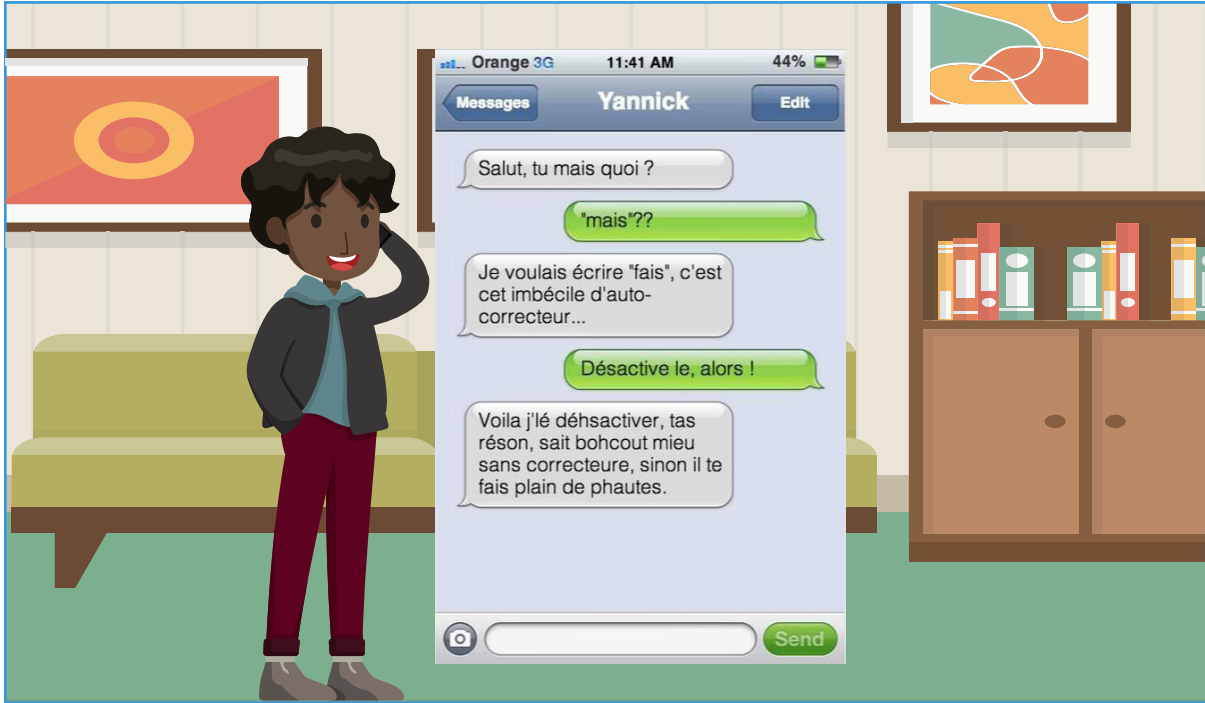 Orange 3G 11:41 AM 44%
Messages Yannick Edit
Salut, tu mais quoi ?
"mais"??
Je voulais écrire "fais", c'est
cet imbécile d'auto-
correcteur...
Désactive le, alors !
Voila j'lé déhsactiver, tas
réson, sait bohcout mieu
sans correcteure, sinon il te
fais plain de phautes.
Send